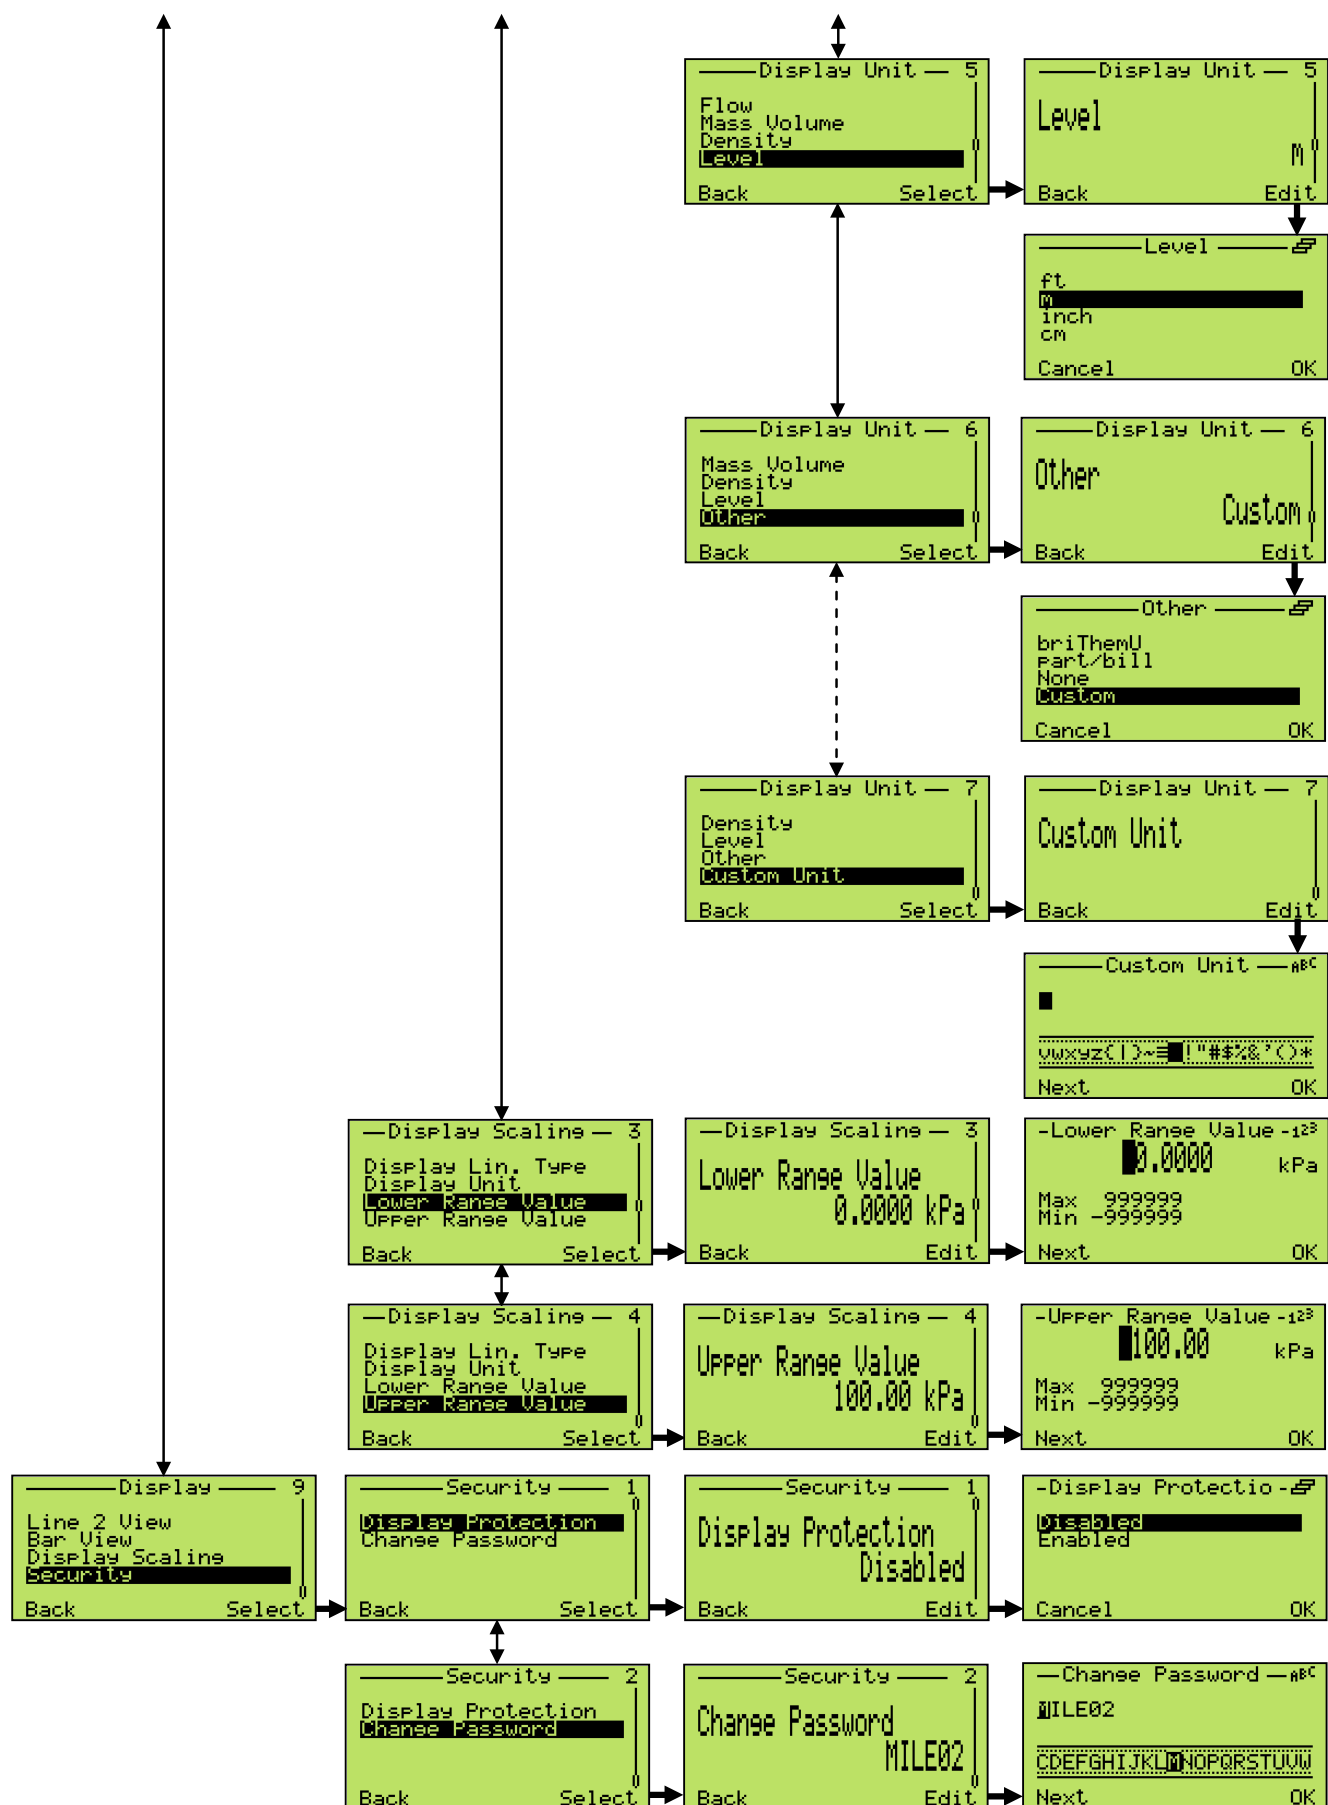 Display Unit 5
Flow
Mass Volume
Density
Level
Back Select
Display Unit 5
Level
m
Back Edit
Level
ft
m
inch
cm
Cancel OK
Display Unit 6
Mass Volume
Density
Level
Other
Back Select
Display Unit 6
Other
Custom
Back Edit
Other
briThemU
part/bill
None
Custom
Cancel OK
Display Unit 7
Density
Level
Other
Custom Unit
Back Select
Display Unit 7
Custom Unit
Back Edit
Custom Unit ABC
vwxyz{|}~≡ !"#$%&'()*
Next OK
Display Scaling 3
Display Lin. Type
Display Unit
Lower Range Value
Upper Range Value
Back Select
Display Scaling 3
Lower Range Value
0.0000 kPa
Back Edit
Lower Range Value 123
0.0000 kPa
Max 999999
Min -999999
Next OK
Display Scaling 4
Display Lin. Type
Display Unit
Lower Range Value
Upper Range Value
Back Select
Display Scaling 4
Upper Range Value
100.00 kPa
Back Edit
Upper Range Value 123
100.00 kPa
Max 999999
Min -999999
Next OK
Display 9
Line 2 View
Bar View
Display Scaling
Security
Back Select
Security 1
Display Protection
Change Password
Back Select
Security 1
Display Protection
Disabled
Back Edit
Display Protectio
Disabled
Enabled
Cancel OK
Security 2
Display Protection
Change Password
Back Select
Security 2
Change Password
MILE02
Back Edit
Change Password ABC
MILE02
CDEFGHIJKLMNOPQRSTUVW
Next OK